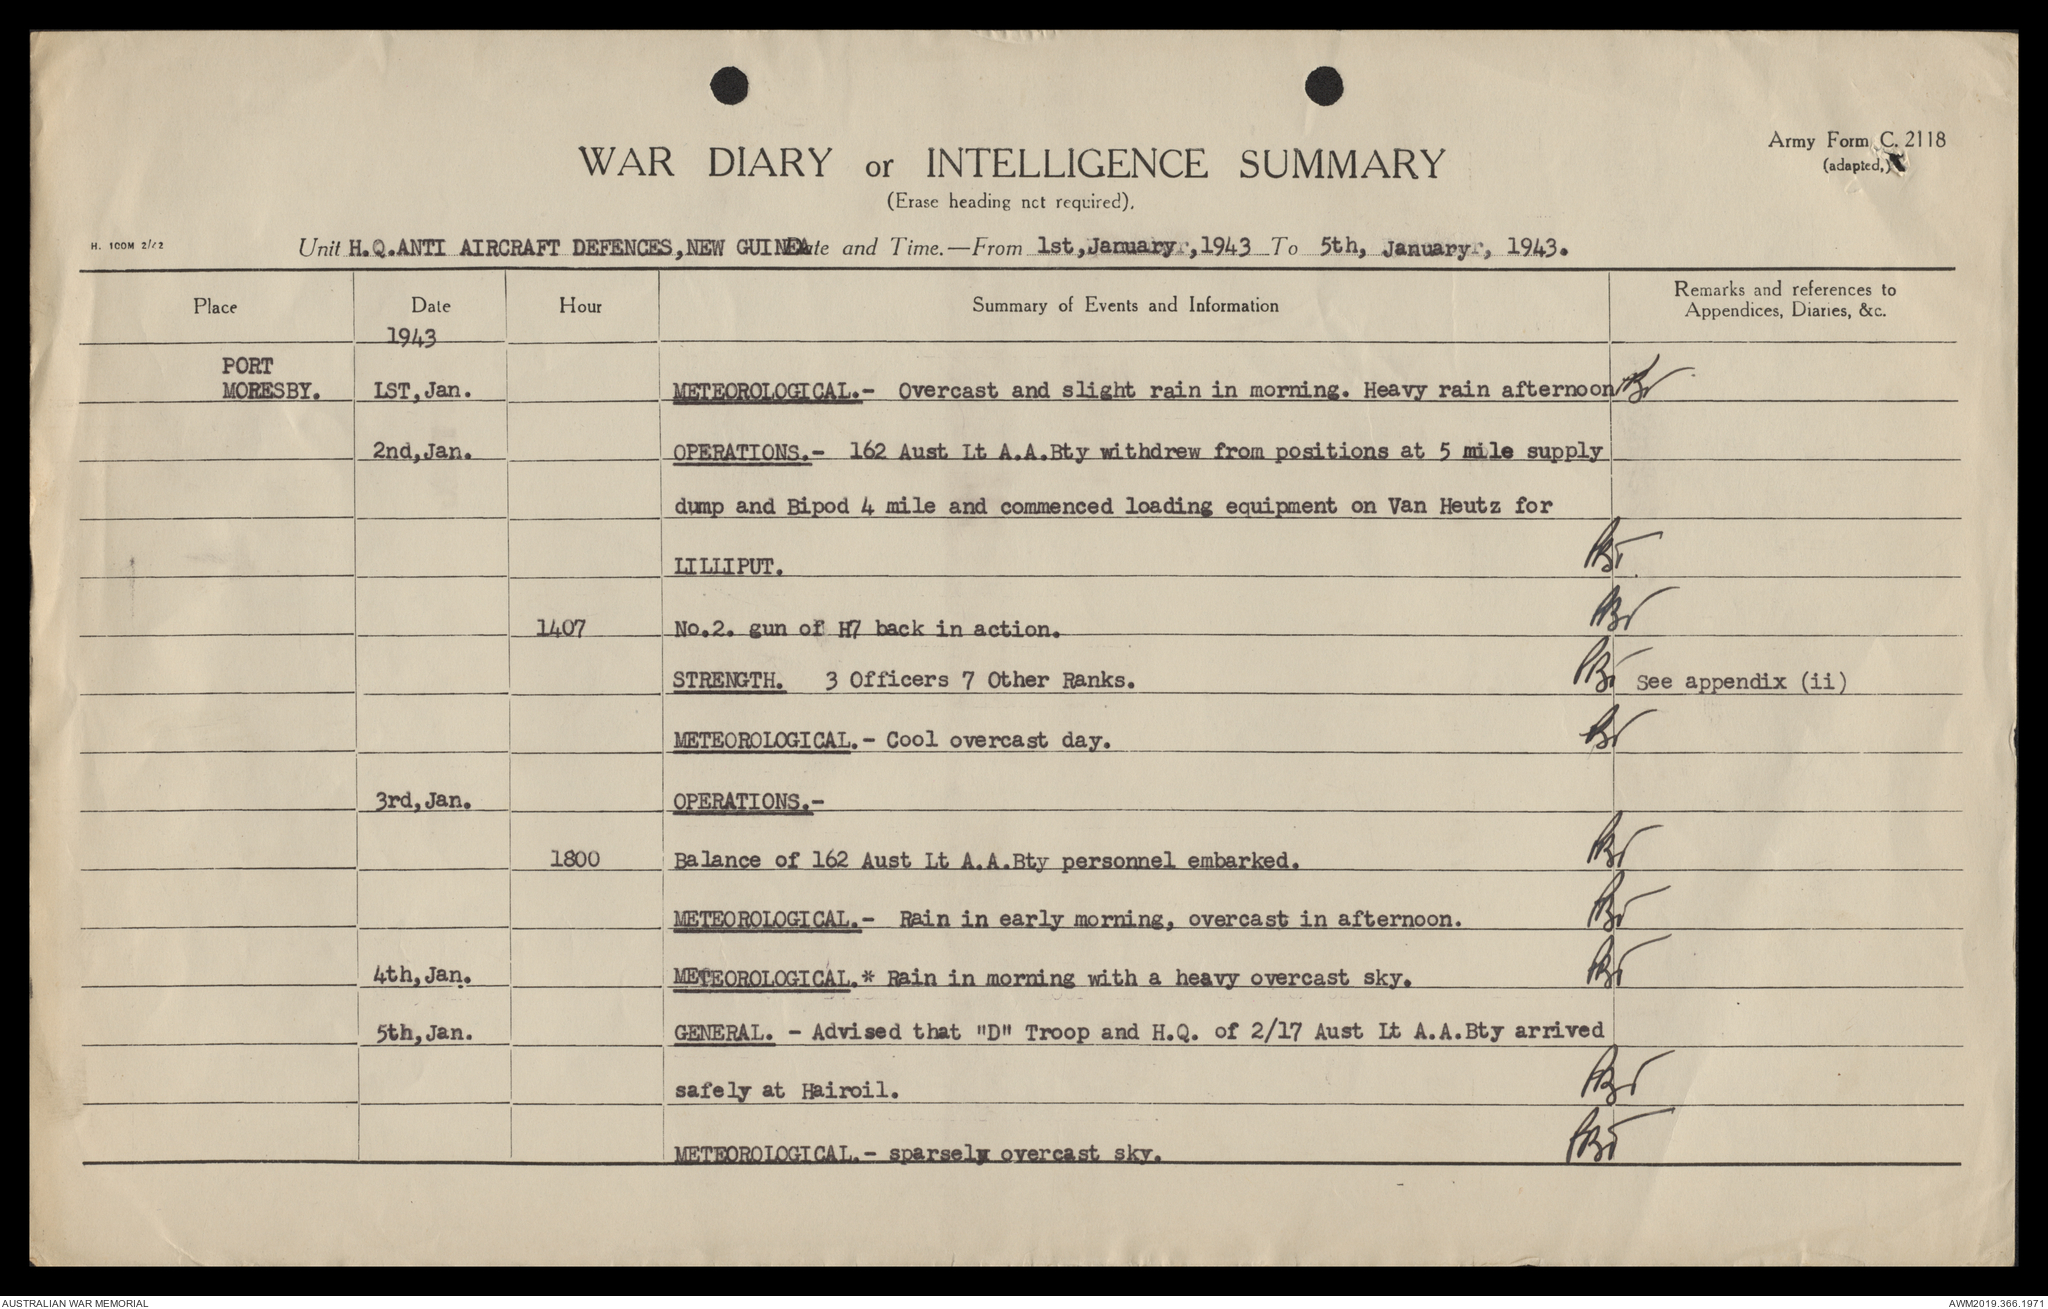 Army Form C. 2118
(adapted,)
WAR DIARY or INTELLIGENCE SUMMARY
(Erase heading not required).
H. 100M 2/42
Unit H.Q.ANTI AIRCRAFT DEFENCES,NEW GUINEA Date and Time.—From 1st,January,1943 To 5th, January, 1943.
Place Date Hour Summary of Events and Information Remarks and references to
Appendices, Diaries, &c.
1943
PORT
MORESBY. LST,Jan. METEOROLOGICAL.- Overcast and slight rain in morning. Heavy rain afternoon
2nd,Jan. OPERATIONS.- 162 Aust Lt A.A.Bty withdrew from positions at 5 mile supply
dump and Bipod 4 mile and commenced loading equipment on Van Heutz for
LILLIPUT.
1407 No.2. gun of H7 back in action.
STRENGTH. 3 Officers 7 Other Ranks. See appendix (ii)
METEOROLOGICAL.- Cool overcast day.
3rd,Jan. OPERATIONS.-
1800 Balance of 162 Aust Lt A.A.Bty personnel embarked.
METEOROLOGICAL.- Rain in early morning, overcast in afternoon.
4th,Jan. METEOROLOGICAL.* Rain in morning with a heavy overcast sky.
5th,Jan. GENERAL. - Advised that "D" Troop and H.Q. of 2/17 Aust Lt A.A.Bty arrived
safely at Hairoil.
METEOROLOGICAL.- sparsely overcast sky.
AUSTRALIAN WAR MEMORIAL AWM2019.366.1971